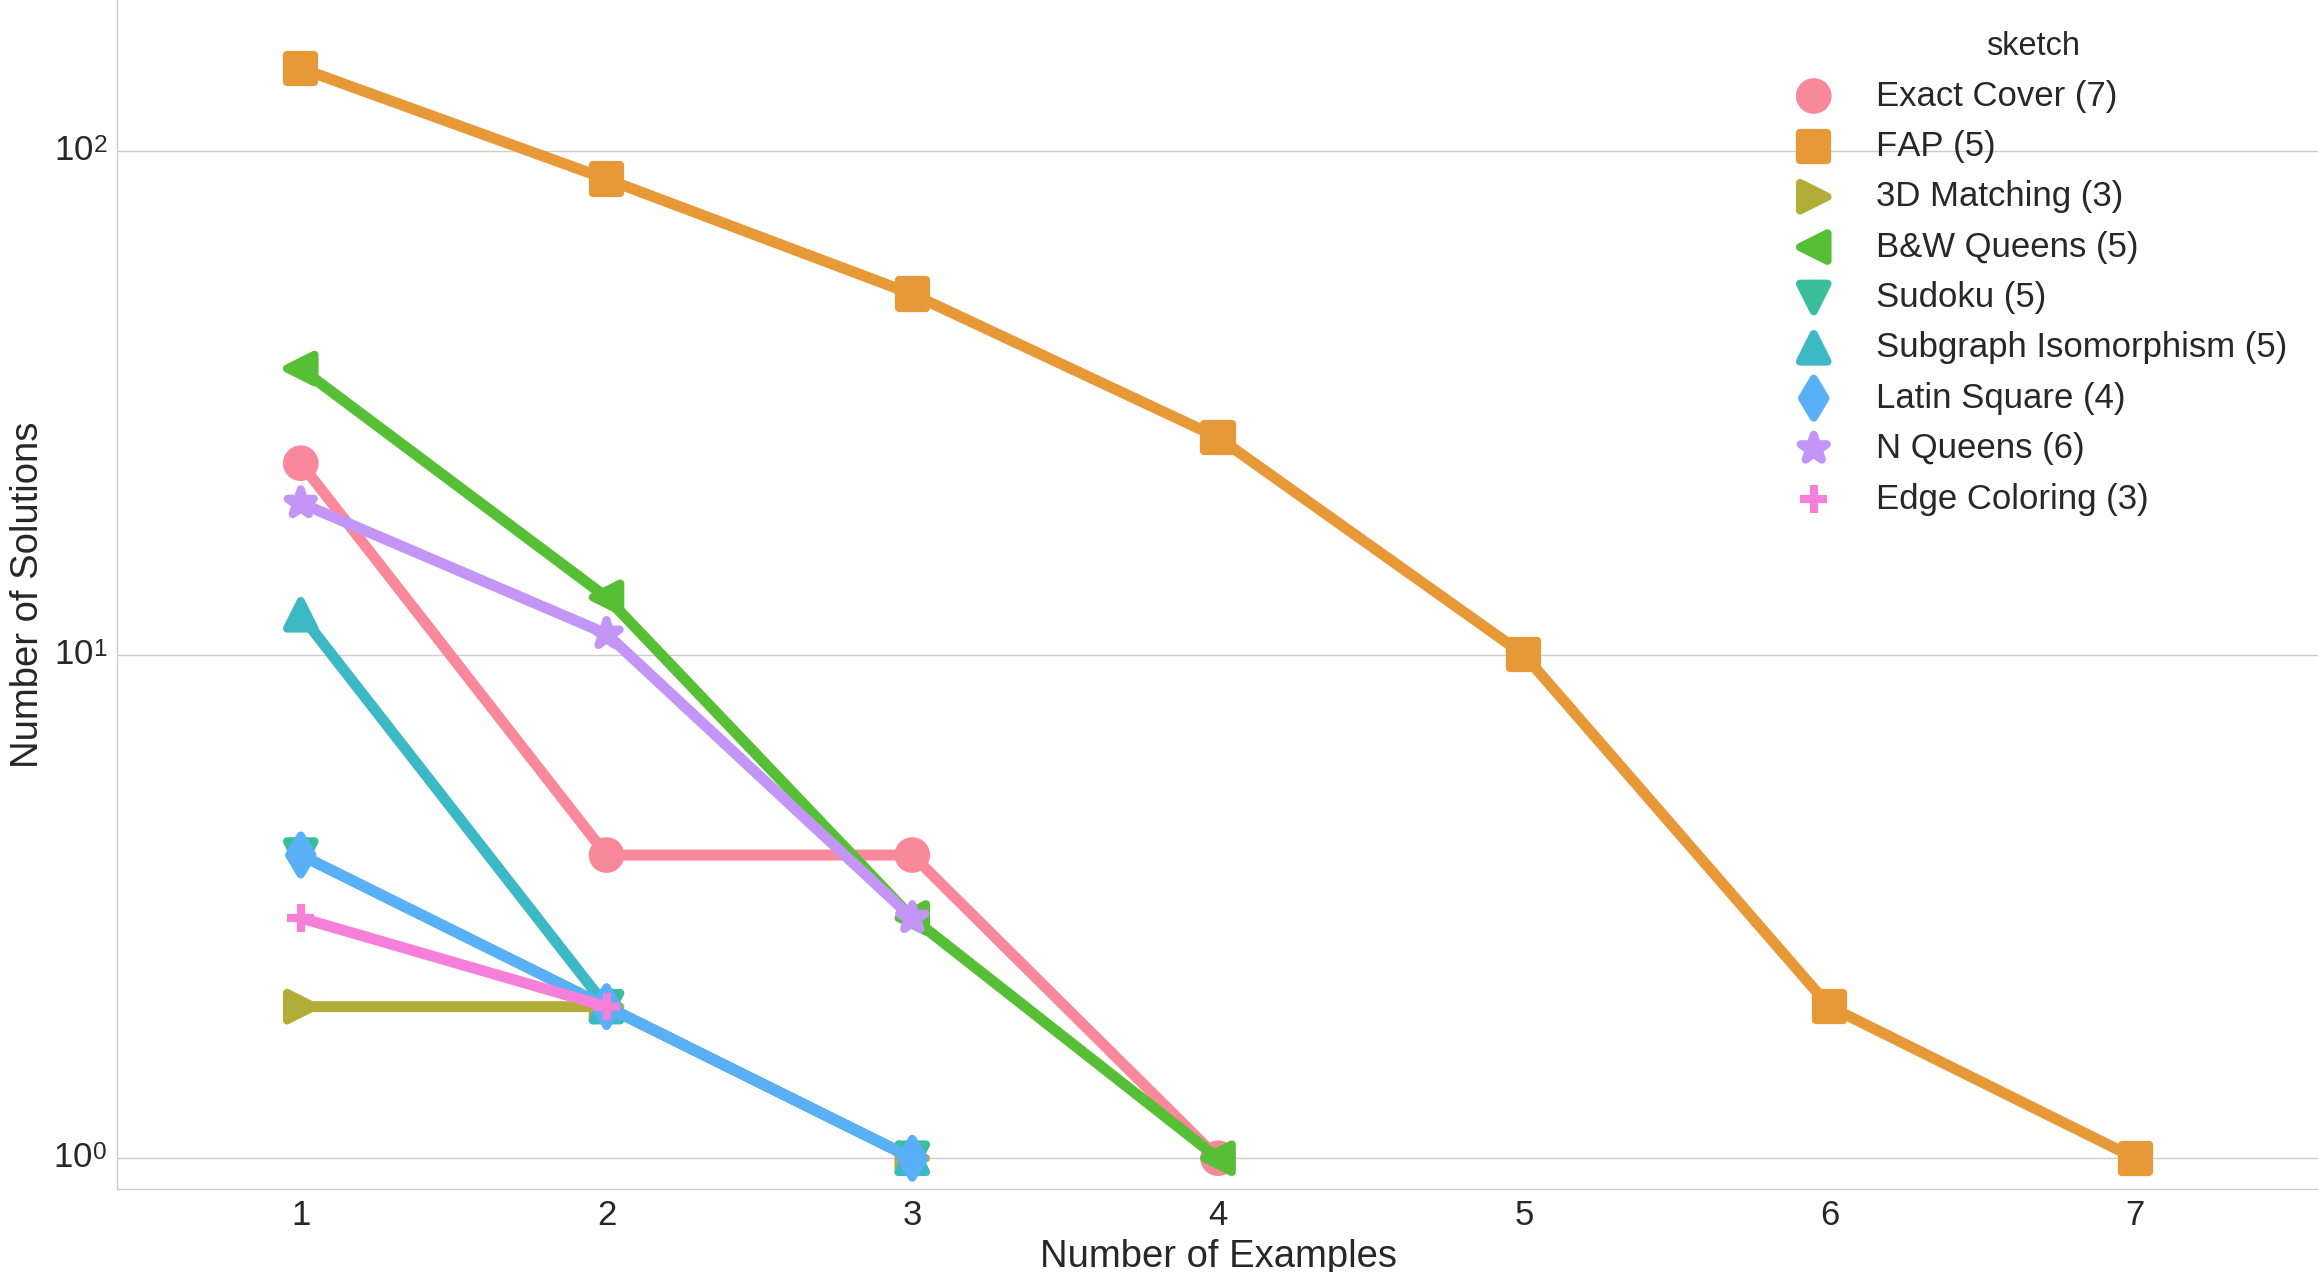 sketch
Exact Cover (7)
FAP (5)
3D Matching (3)
B&W Queens (5)
Sudoku (5)
Subgraph Isomorphism (5)
Latin Square (4)
N Queens (6)
Edge Coloring (3)
Number of Solutions
10²
10¹
10⁰
1 2 3 4 5 6 7
Number of Examples